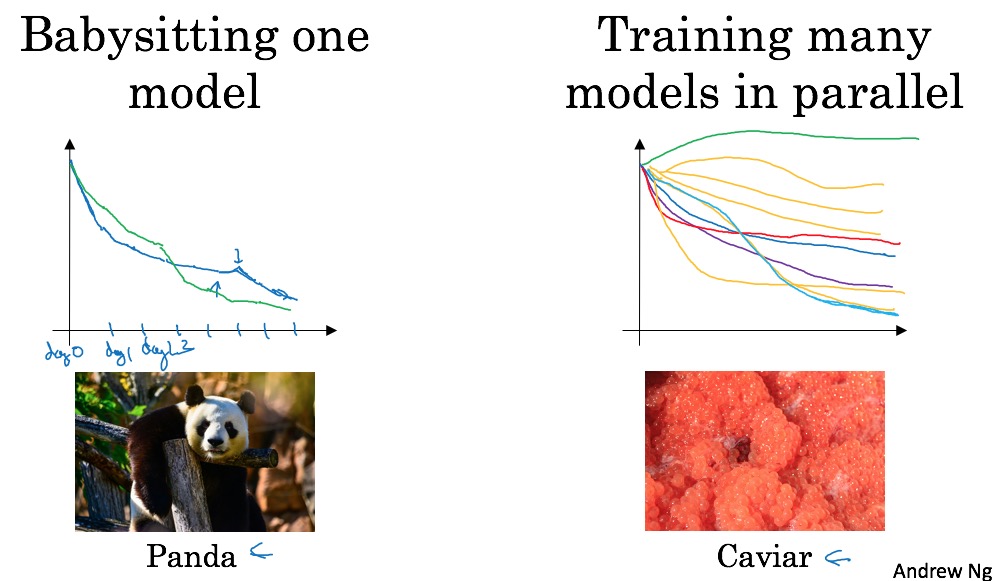 Babysitting one
model
Training many
models in parallel
day 0
day 1
day 2
Panda
Caviar
Andrew Ng